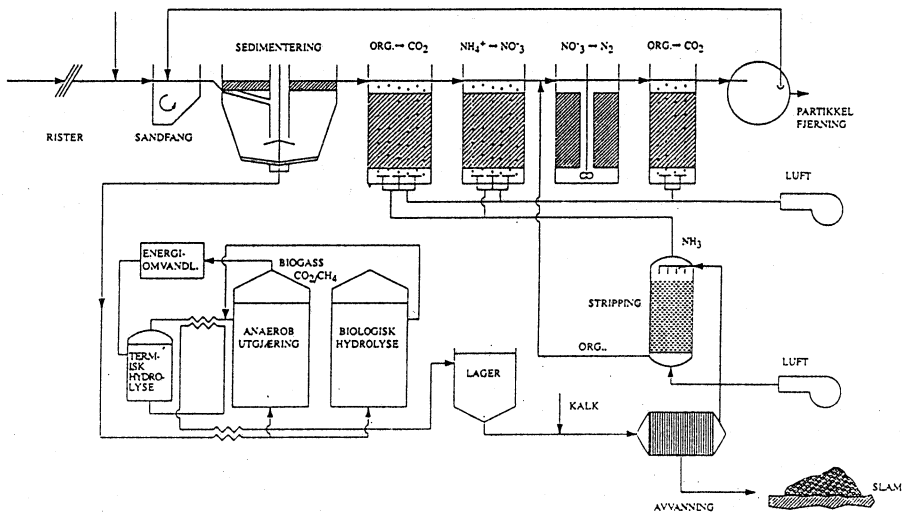 SEDIMENTERING
ORG.→CO₂
NH₄⁺→NO⁻₃
NO⁻₃→N₂
ORG.→CO₂
RISTER
SANDFANG
PARTIKKEL
FJERNING
LUFT
NH₃
ENERGI-
OMVANDL.
BIOGASS
CO₂/CH₄
STRIPPING
ANAEROB
UTGJÆRING
BIOLOGISK
HYDROLYSE
TERM-
ISK
HYDRO-
LYSE
ORG..
LAGER
LUFT
KALK
SLAM
AVVANNING